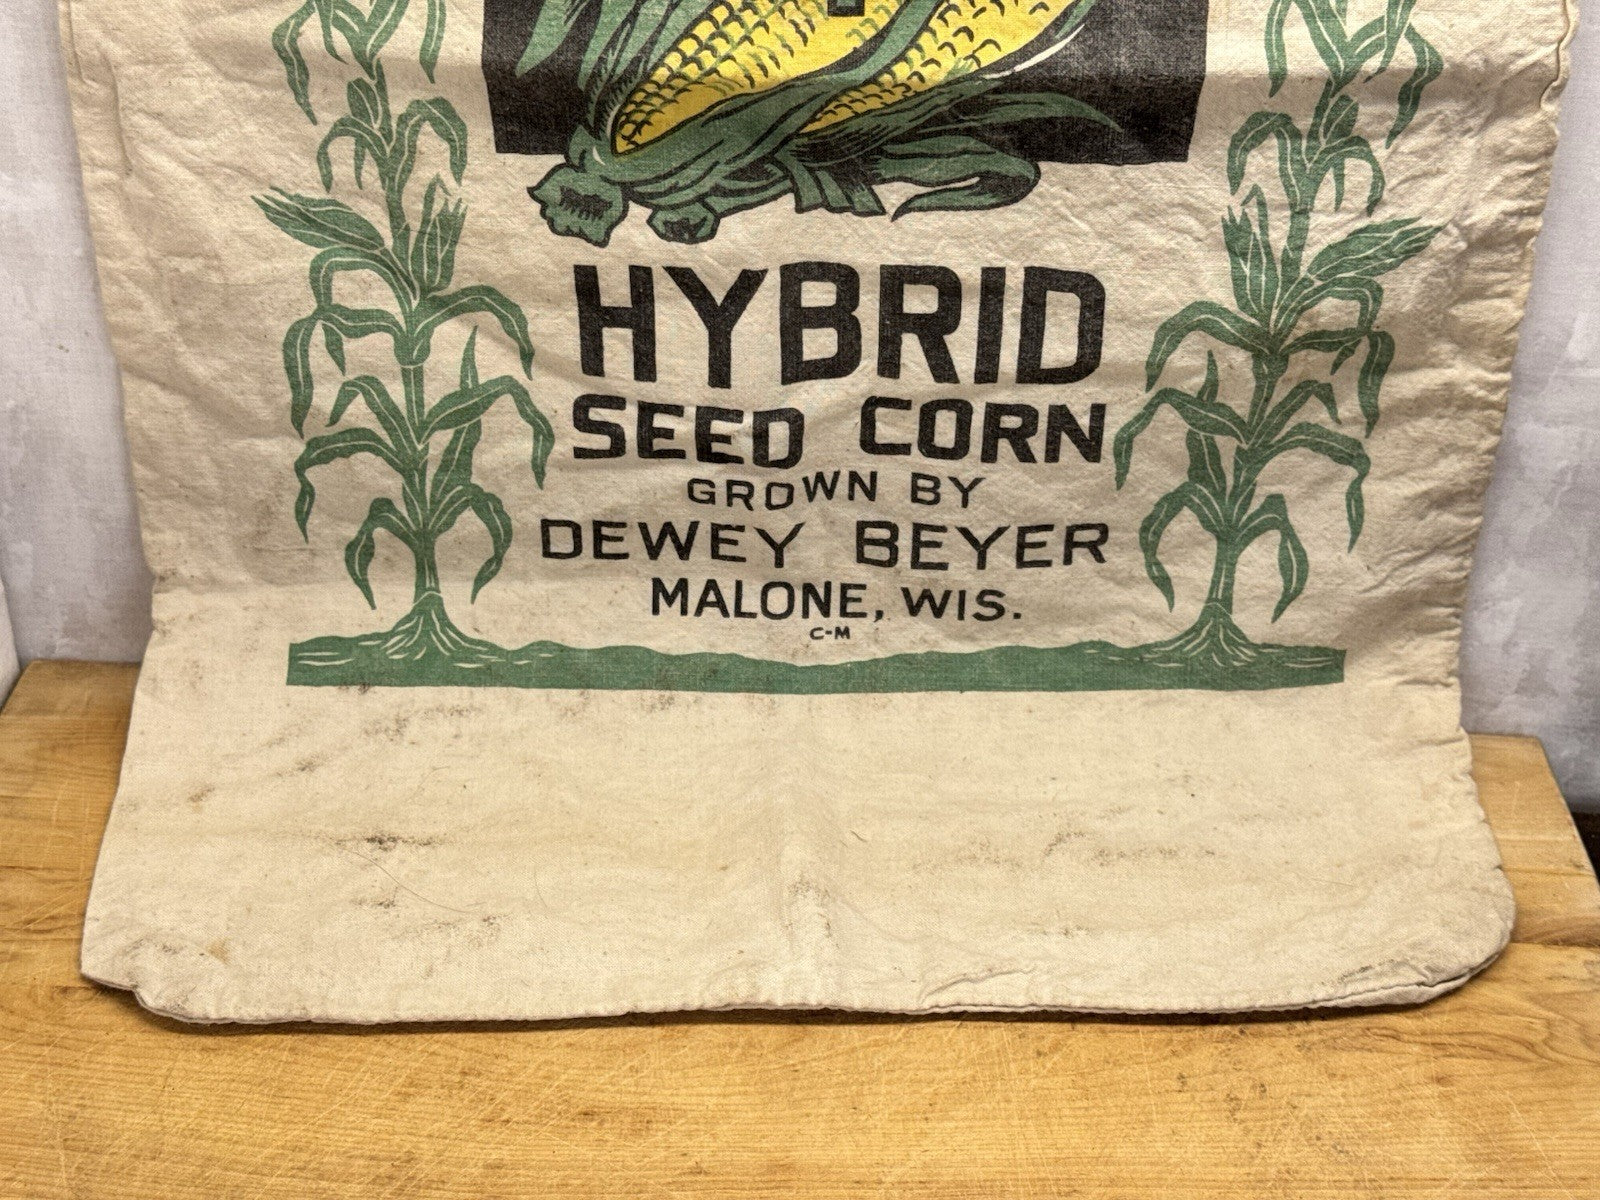 HYBRID
SEED CORN
GROWN BY
DEWEY BEYER
MALONE, WIS.
C-M